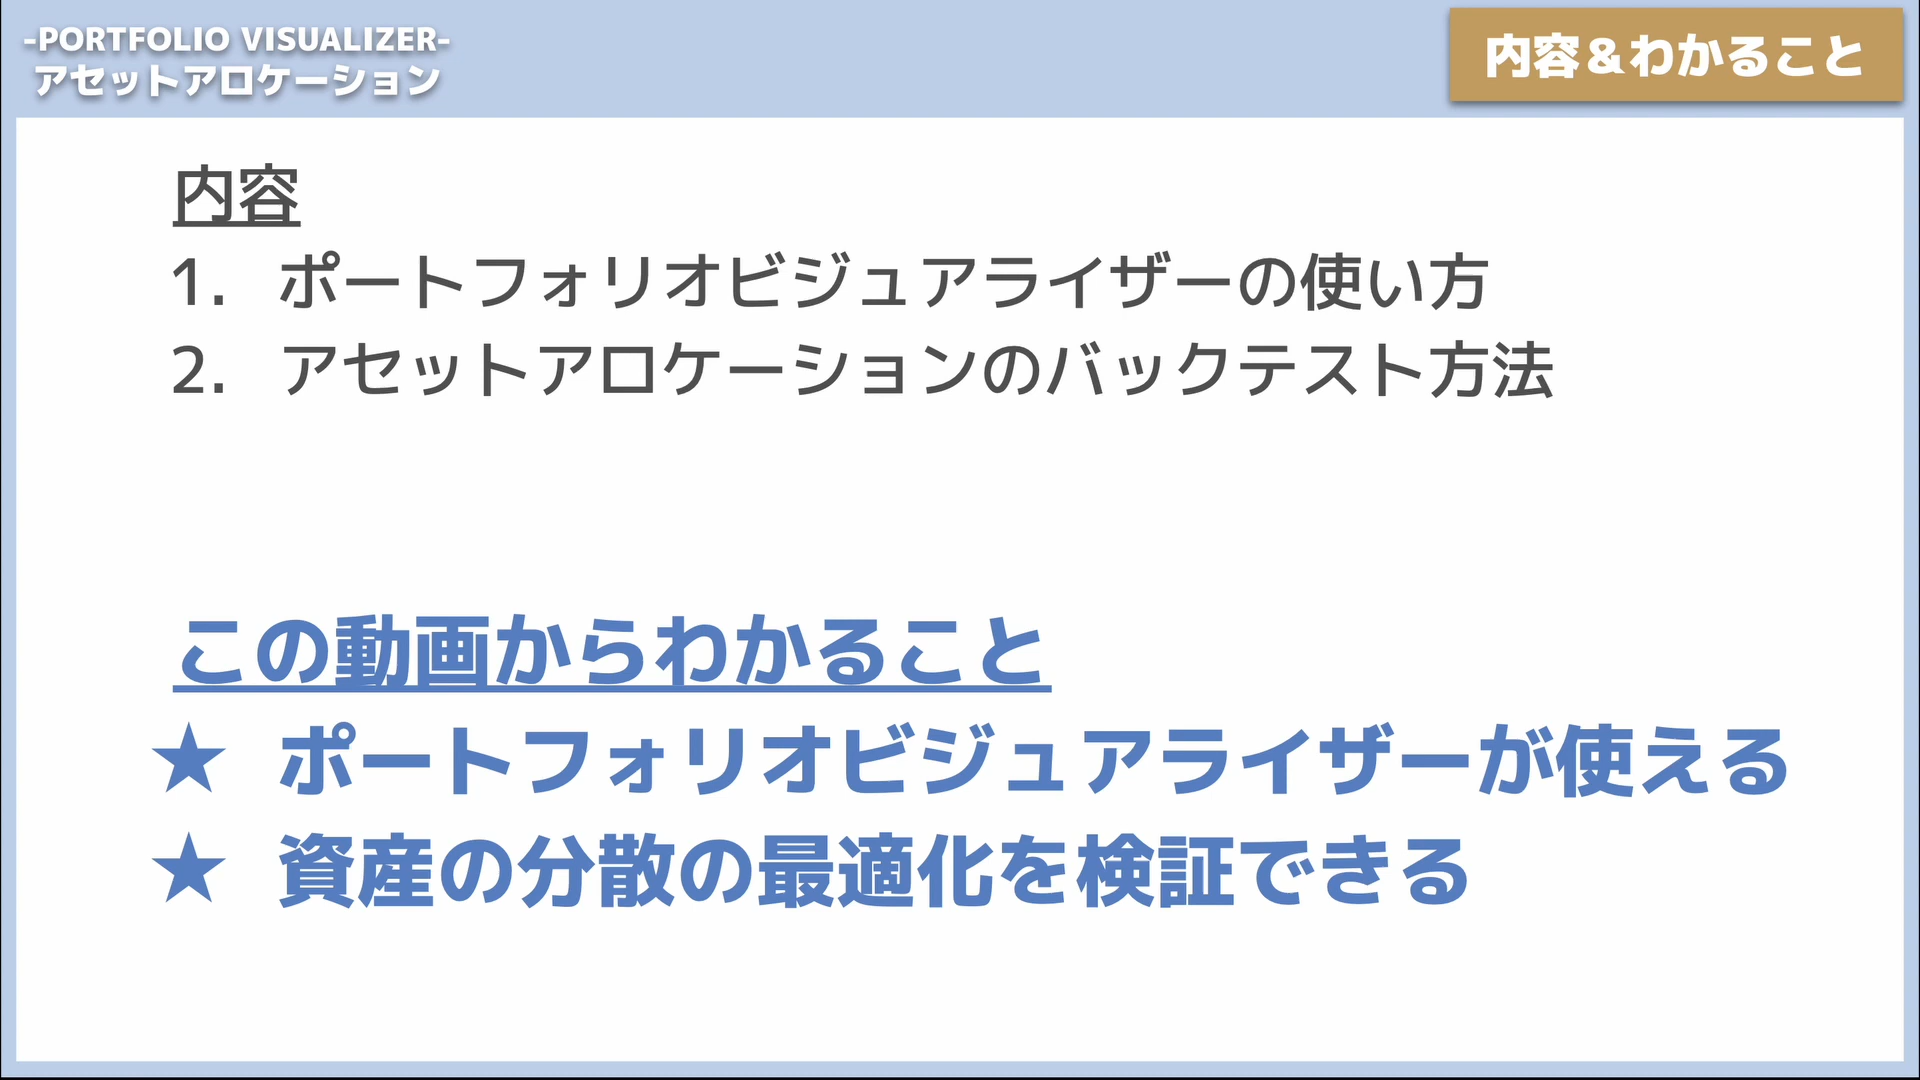 -PORTFOLIO VISUALIZER-
アセットアロケーション
内容＆わかること
内容
1. ポートフォリオビジュアライザーの使い方
2. アセットアロケーションのバックテスト方法
この動画からわかること
★ ポートフォリオビジュアライザーが使える
★ 資産の分散の最適化を検証できる